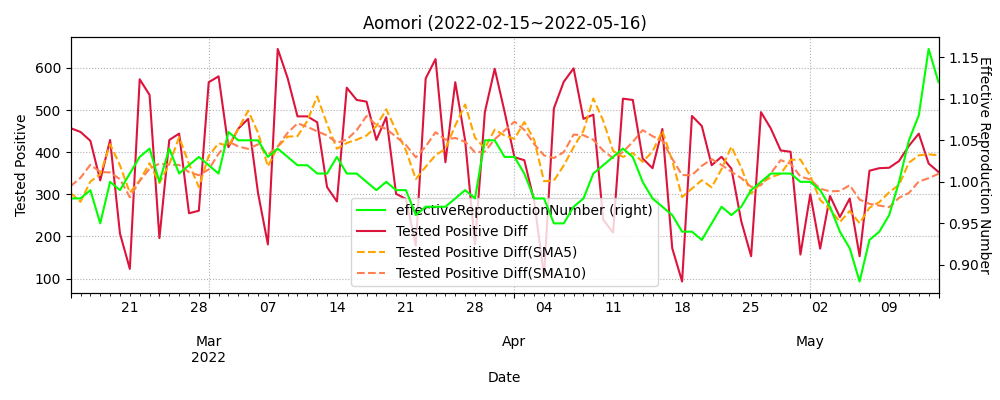 Aomori (2022-02-15~2022-05-16)
Tested Positive
600
500
400
300
200
100
1.15
1.10
1.05
1.00
0.95
0.90
Effective Reproduction Number
effectiveReproductionNumber (right)
Tested Positive Diff
Tested Positive Diff(SMA5)
Tested Positive Diff(SMA10)
21 28 07 14 21 28 04 11 18 25 02 09
Mar Apr May
2022
Date